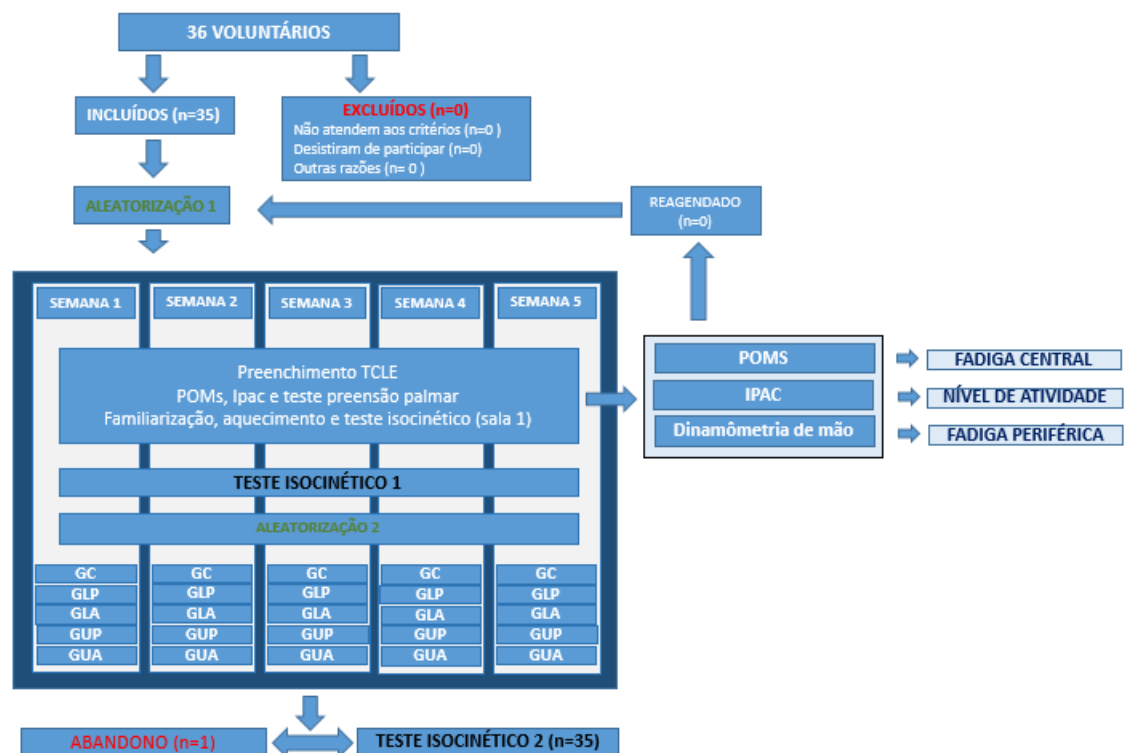 36 VOLUNTÁRIOS
INCLUÍDOS (n=35)
EXCLUÍDOS (n=0)
Não atendem aos critérios (n=0 )
Desistiram de participar (n=0)
Outras razões (n= 0 )
ALEATORIZAÇÃO 1
REAGENDADO
(n=0)
SEMANA 1
SEMANA 2
SEMANA 3
SEMANA 4
SEMANA 5
Preenchimento TCLE
POMs, Ipac e teste preensão palmar
Familiarização, aquecimento e teste isocinético (sala 1)
POMS
FADIGA CENTRAL
IPAC
NÍVEL DE ATIVIDADE
Dinamômetria de mão
FADIGA PERIFÉRICA
TESTE ISOCINÉTICO 1
ALEATORIZAÇÃO 2
GC
GC
GC
GC
GC
GLP
GLP
GLP
GLP
GLP
GLA
GLA
GLA
GLA
GLA
GUP
GUP
GUP
GUP
GUP
GUA
GUA
GUA
GUA
GUA
ABANDONO (n=1)
TESTE ISOCINÉTICO 2 (n=35)